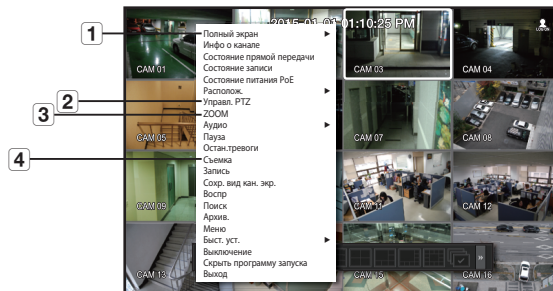 2015-01-01 01:10:25 PM
LOG ON
1
2
3
4
Полный экран
Инфо о канале
Состояние прямой передачи
Состояние записи
Состояние питания PoE
Располож.
Управл. PTZ
ZOOM
Аудио
Пауза
Остан.тревоги
Съемка
Запись
Сохр. вид кан. экр.
Воспр
Поиск
Архив.
Меню
Быст. уст.
Выключение
Скрыть программу запуска
Выход
CAM 01
CAM 03
CAM 04
CAM 05
CAM 07
CAM 08
CAM 09
CAM 11
CAM 12
CAM 13
CAM 15
CAM 16